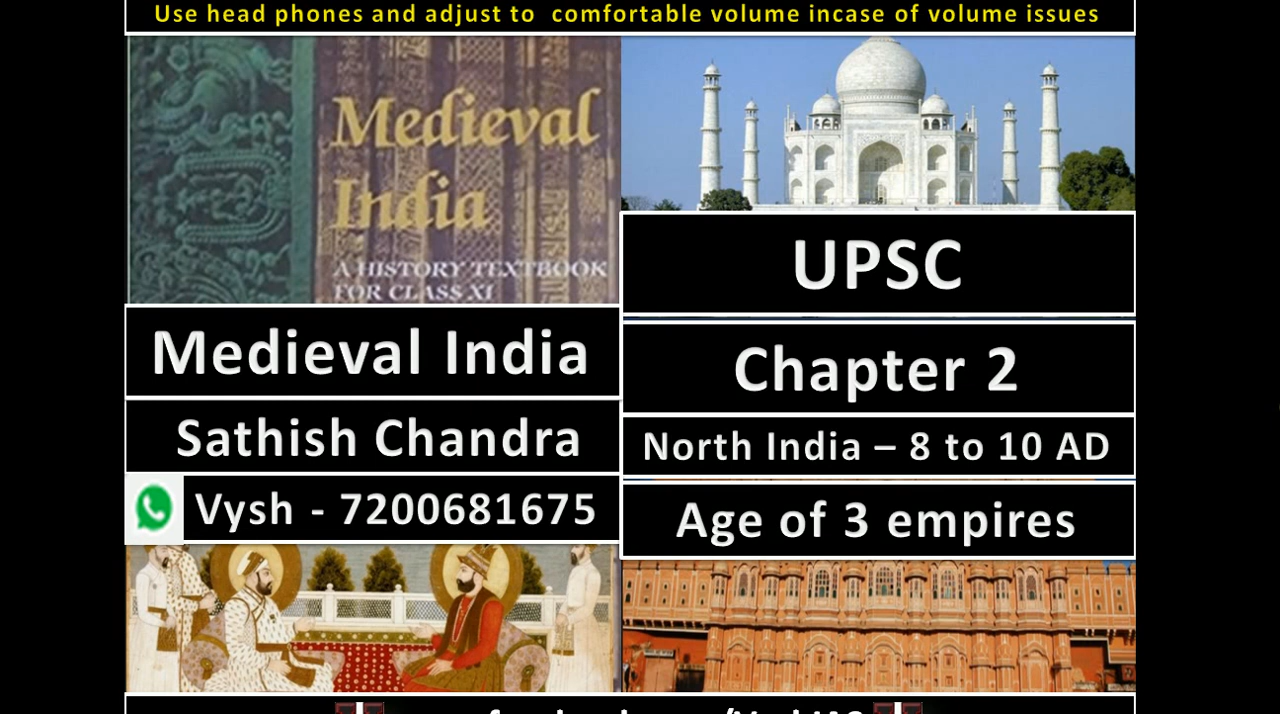 Use head phones and adjust to comfortable volume incase of volume issues
Medieval
India
A HISTORY TEXTBOOK
FOR CLASS XI
Medieval India
Sathish Chandra
Vysh - 7200681675
UPSC
Chapter 2
North India – 8 to 10 AD
Age of 3 empires